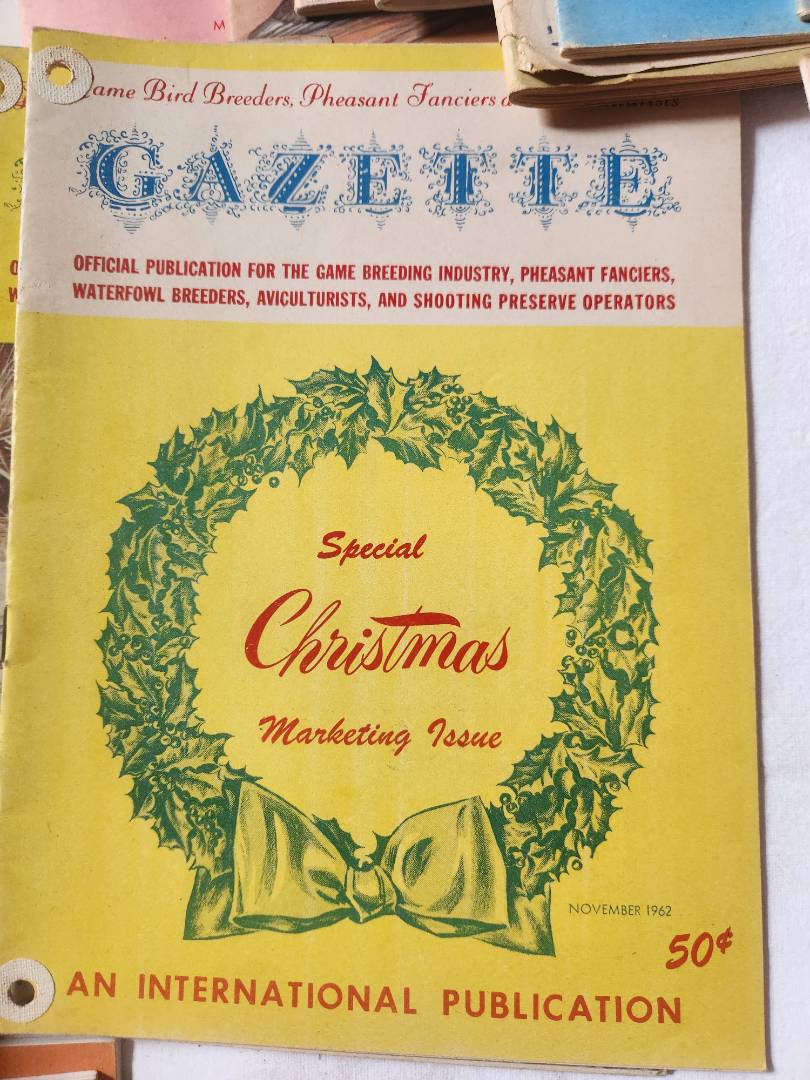 ame Bird Breeders, Pheasant Fanciers
GAZETTE
OFFICIAL PUBLICATION FOR THE GAME BREEDING INDUSTRY, PHEASANT FANCIERS,
WATERFOWL BREEDERS, AVICULTURISTS, AND SHOOTING PRESERVE OPERATORS
Special
Christmas
Marketing Issue
NOVEMBER 1962
50¢
AN INTERNATIONAL PUBLICATION